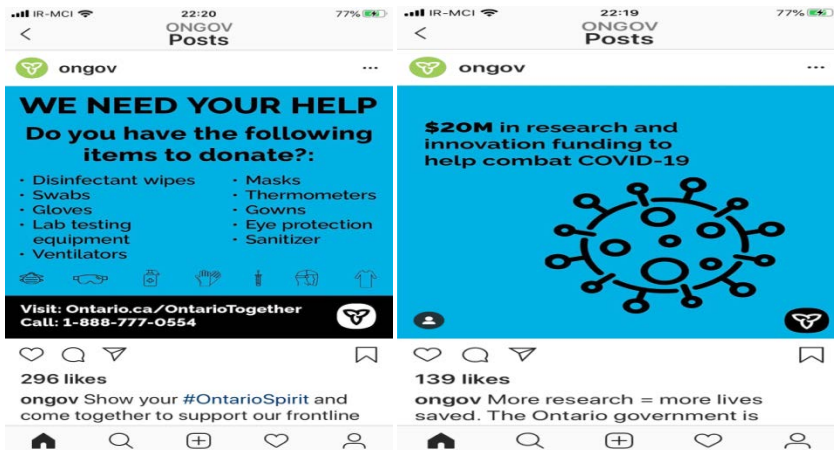 IR-MCI 22:20 77%
ONGOV
Posts
ongov
WE NEED YOUR HELP
Do you have the following
items to donate?:
· Disinfectant wipes
· Swabs
· Gloves
· Lab testing
equipment
· Ventilators
· Masks
· Thermometers
· Gowns
· Eye protection
· Sanitizer
Visit: Ontario.ca/OntarioTogether
Call: 1-888-777-0554
296 likes
ongov Show your #OntarioSpirit and
come together to support our frontline
IR-MCI 22:19 77%
ONGOV
Posts
ongov
$20M in research and
innovation funding to
help combat COVID-19
139 likes
ongov More research = more lives
saved. The Ontario government is